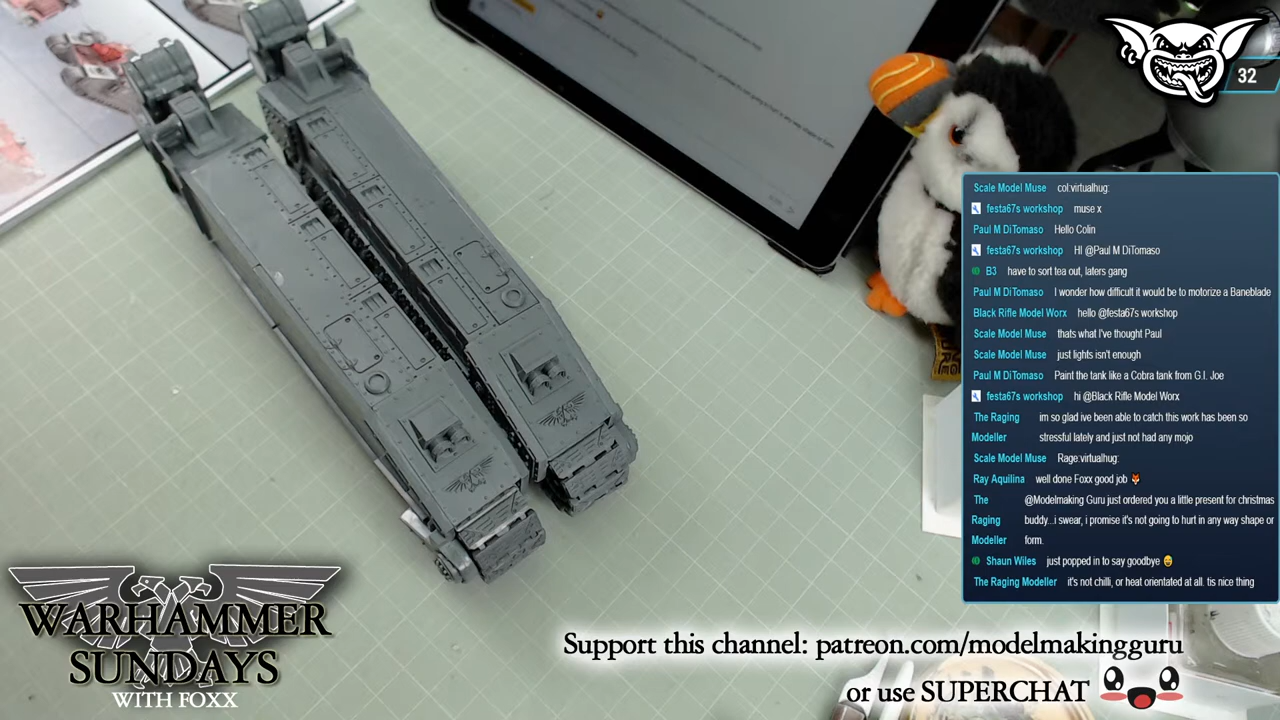 32
Scale Model Muse col:virtualhug:
festa67s workshop muse x
Paul M DiTomaso Hello Colin
festa67s workshop HI @Paul M DiTomaso
B3 have to sort tea out, laters gang
Paul M DiTomaso I wonder how difficult it would be to motorize a Baneblade
Black Rifle Model Worx hello @festa67s workshop
Scale Model Muse thats what I've thought Paul
Scale Model Muse just lights isn't enough
Paul M DiTomaso Paint the tank like a Cobra tank from G.I. Joe
festa67s workshop hi @Black Rifle Model Worx
The Raging im so glad ive been able to catch this work has been so
Modeller stressful lately and just not had any mojo
Scale Model Muse Rage:virtualhug:
Ray Aquilina well done Foxx good job 🦊
The @Modelmaking Guru just ordered you a little present for christmas
Raging buddy...i swear, i promise it's not going to hurt in any way shape or
Modeller form.
Shaun Wiles just popped in to say goodbye 😅
The Raging Modeller it's not chilli, or heat orientated at all. tis nice thing
WARHAMMER
SUNDAYS
WITH FOXX
Support this channel: patreon.com/modelmakingguru
or use SUPERCHAT